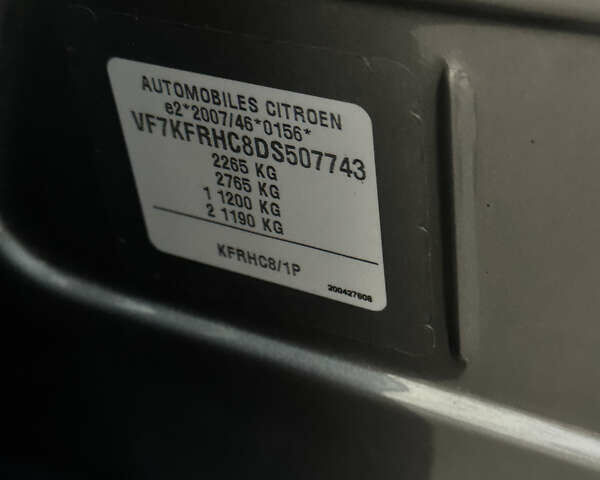 AUTOMOBILES CITROEN
e2*2007/46*0156*
VF7KFRHC8DS507743
2265 KG
2765 KG
1 1200 KG
2 1190 KG
KFRHC8/1P
200427608